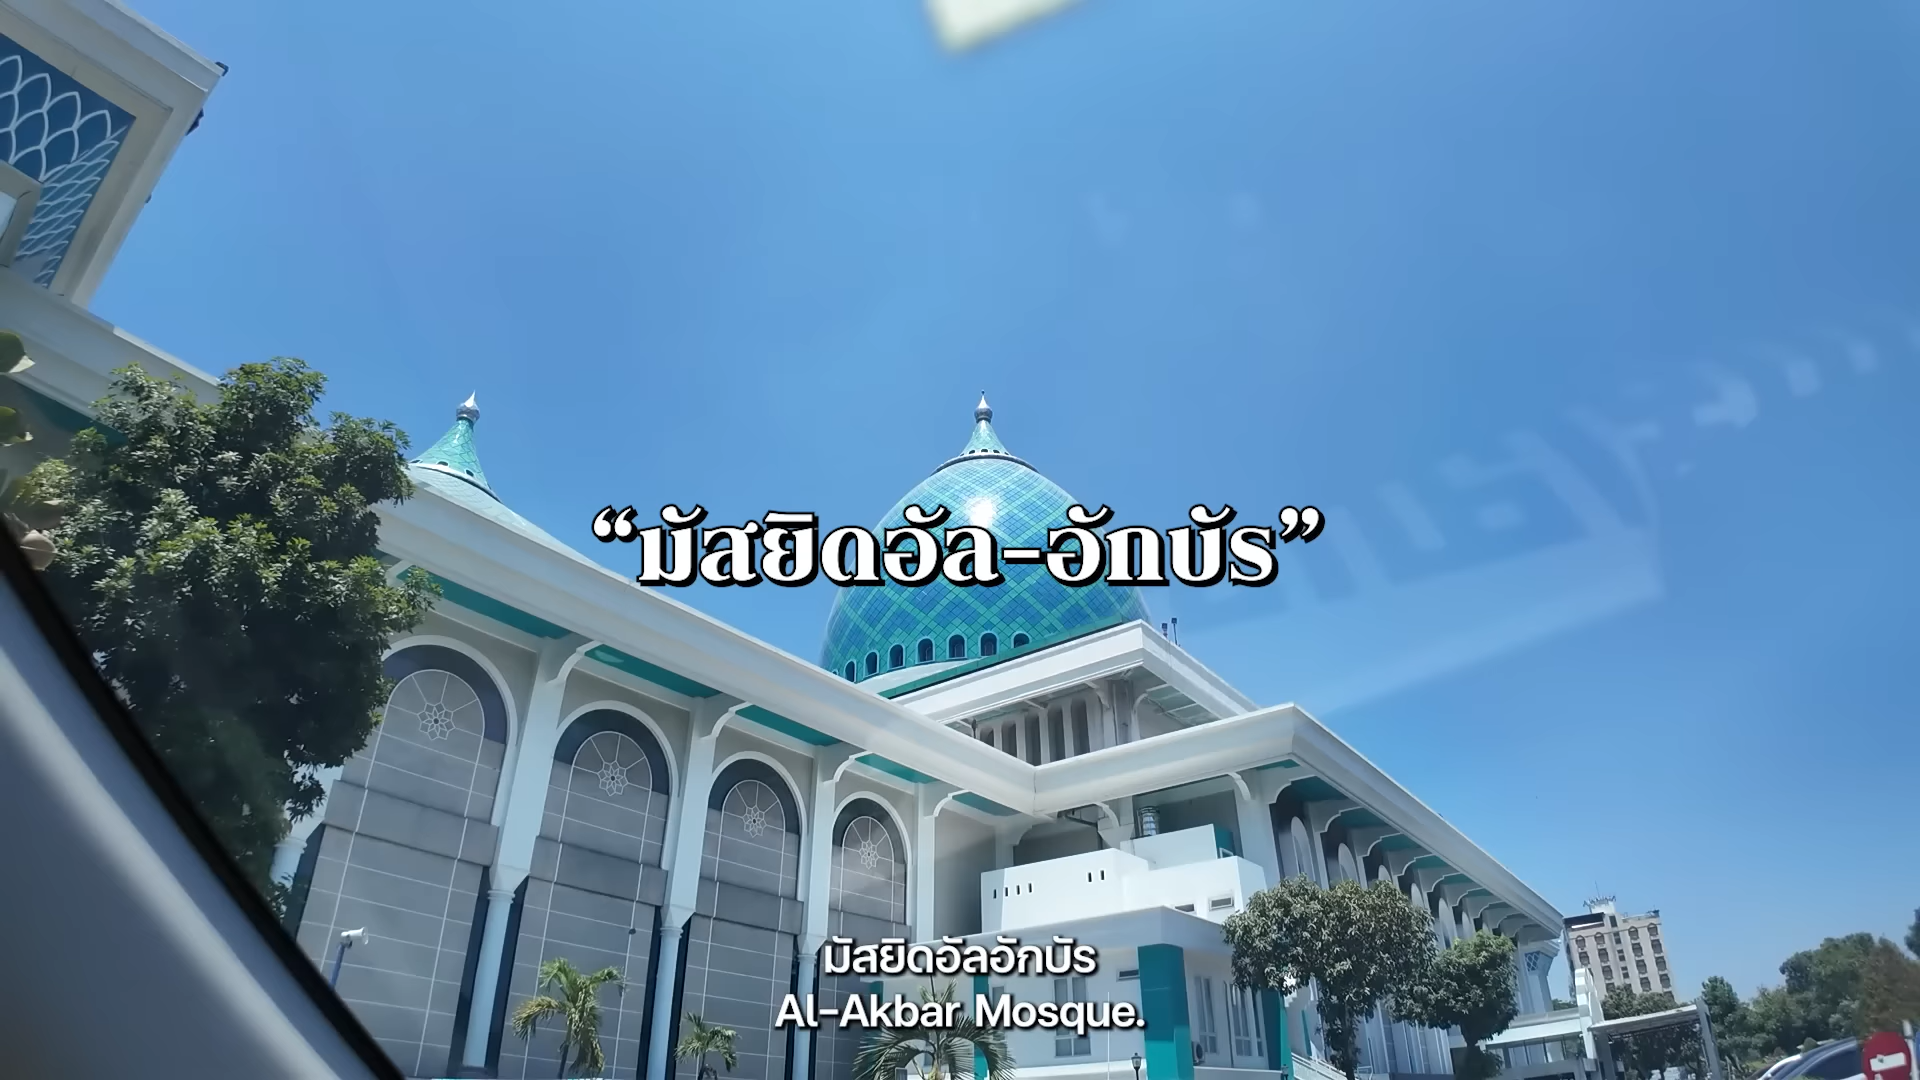 “มัสยิดอัล-อักบัร”
มัสยิดอัลอักบัร
Al-Akbar Mosque.